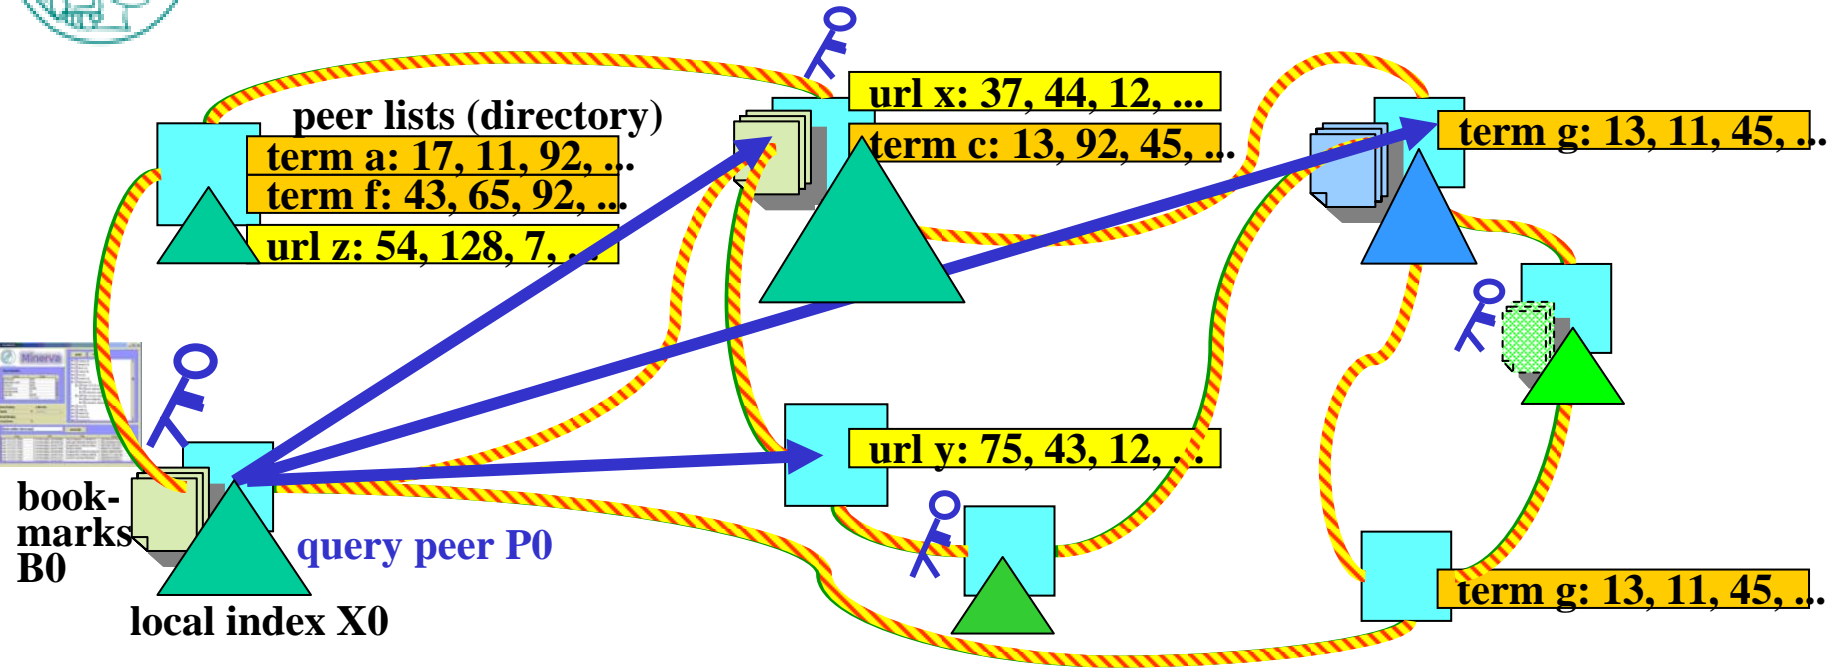 peer lists (directory)
term a: 17, 11, 92, ...
term f: 43, 65, 92, ...
url z: 54, 128, 7, ...
url x: 37, 44, 12, ...
term c: 13, 92, 45, ...
term g: 13, 11, 45, ...
Minerva
url y: 75, 43, 12, ...
book-
marks
B0
query peer P0
local index X0
term g: 13, 11, 45, ...